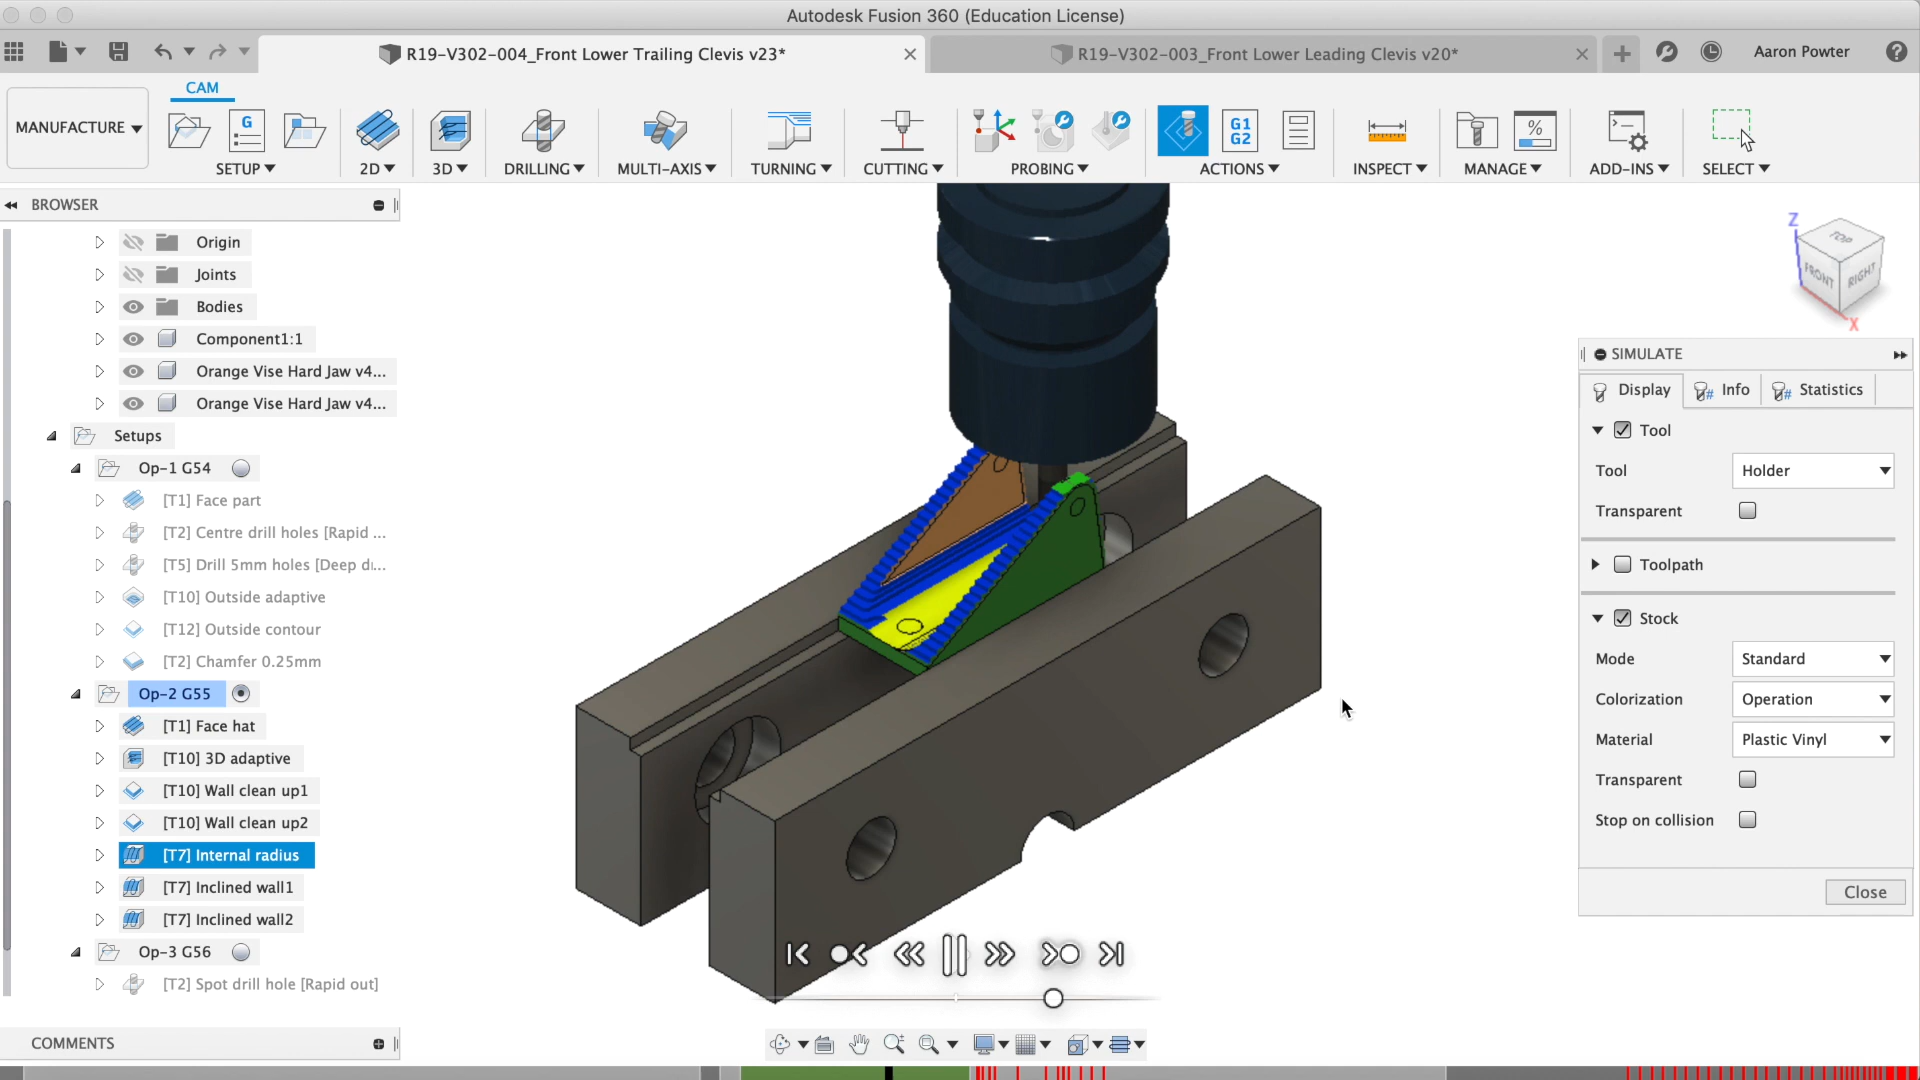 Autodesk Fusion 360 (Education License)
R19-V302-004_Front Lower Trailing Clevis v23*
R19-V302-003_Front Lower Leading Clevis v20*
Aaron Powter
CAM
MANUFACTURE
G
G1
G2
%
SETUP
2D
3D
DRILLING
MULTI-AXIS
TURNING
CUTTING
PROBING
ACTIONS
INSPECT
MANAGE
ADD-INS
SELECT
BROWSER
Origin
Joints
Bodies
Component1:1
Orange Vise Hard Jaw v4...
Orange Vise Hard Jaw v4...
Setups
Op-1 G54
[T1] Face part
[T2] Centre drill holes [Rapid ...
[T5] Drill 5mm holes [Deep d...
[T10] Outside adaptive
[T12] Outside contour
[T2] Chamfer 0.25mm
Op-2 G55
[T1] Face hat
[T10] 3D adaptive
[T10] Wall clean up1
[T10] Wall clean up2
[T7] Internal radius
[T7] Inclined wall1
[T7] Inclined wall2
Op-3 G56
[T2] Spot drill hole [Rapid out]
COMMENTS
Z
TOP
FRONT
RIGHT
X
SIMULATE
Display
Info
Statistics
Tool
Tool Holder
Transparent
Toolpath
Stock
Mode Standard
Colorization Operation
Material Plastic Vinyl
Transparent
Stop on collision
Close